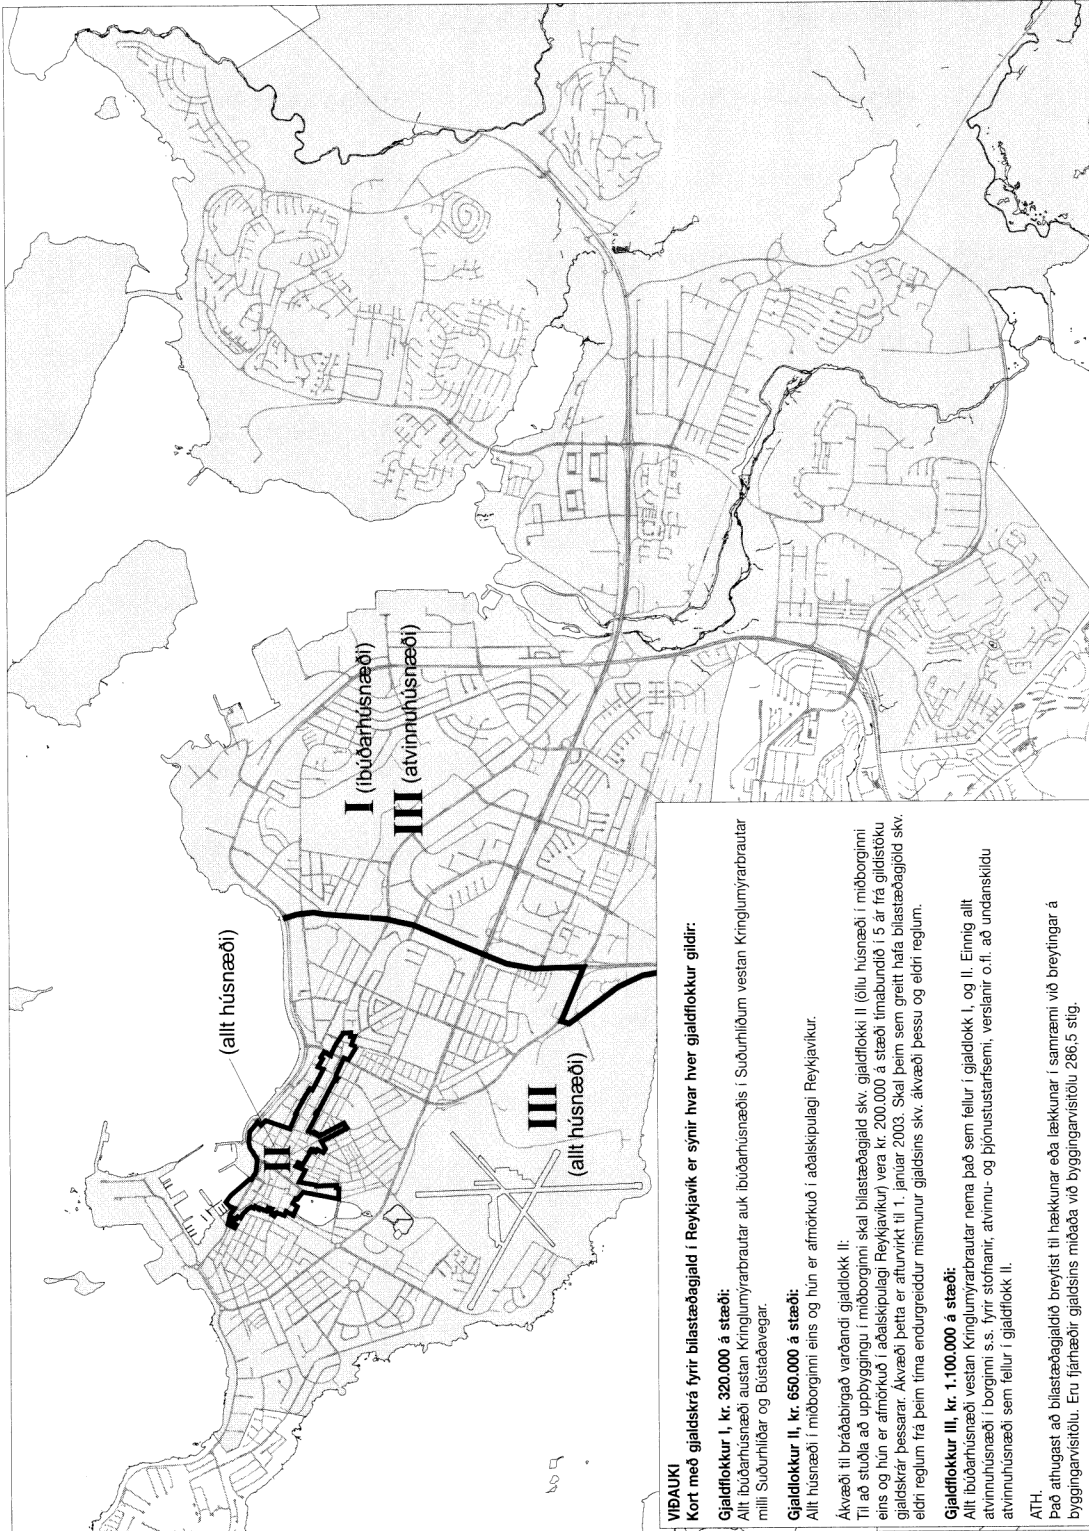 I (íbúðarhúsnæði)
III (atvinnuhúsnæði)
(allt húsnæði)
II
III
(allt húsnæði)
VIÐAUKI
Kort með gjaldskrá fyrir bílastæðagjald í Reykjavík er sýnir hvar hver gjaldflokkur gildir:
Gjaldflokkur I, kr. 320.000 á stæði:
Allt íbúðarhúsnæði austan Kringlumýrarbrautar auk íbúðarhúsnæðis í Suðurhlíðum vestan Kringlumýrarbrautar
milli Suðurhlíðar og Bústaðavegar.
Gjaldlokkur II, kr. 650.000 á stæði:
Allt húsnæði í miðborginni eins og hún er afmörkuð í aðalskipulagi Reykjavíkur.
Ákvæði til bráðabirgað varðandi gjaldlokk II:
Til að stuðla að uppbyggingu í miðborginni skal bílastæðagjald skv. gjaldflokki II (öllu húsnæði í miðborginni
eins og hún er afmörkuð í aðalskipulagi Reykjavíkur) vera kr. 200.000 á stæði tímabundið í 5 ár frá gildistöku
gjaldskrár þessarar. Ákvæði þetta er afturvirkt til 1. janúar 2003. Skal þeim sem greitt hafa bílastæðagjöld skv.
eldri reglum frá þeim tíma endurgreiddur mismunur gjaldsins skv. ákvæði þessu og eldri reglum.
Gjaldflokkur III, kr. 1.100.000 á stæði:
Allt íbúðarhúsnæði vestan Kringlumýrarbrautar nema það sem fellur í gjaldlokk I, og II. Einnig allt
atvinnuhúsnæði í borginni s.s. fyrir stofnanir, atvinnu- og þjónustustarfsemi, verslanir o.fl. að undanskildu
atvinnuhúsnæði sem fellur í gjaldflokk II.
ATH.
Það athugast að bílastæðagjaldið breytist til hækkunar eða lækkunar í samræmi við breytingar á
byggingarvísitölu. Eru fjárhæðir gjaldsins miðaða við byggingarvísitölu 286,5 stig.